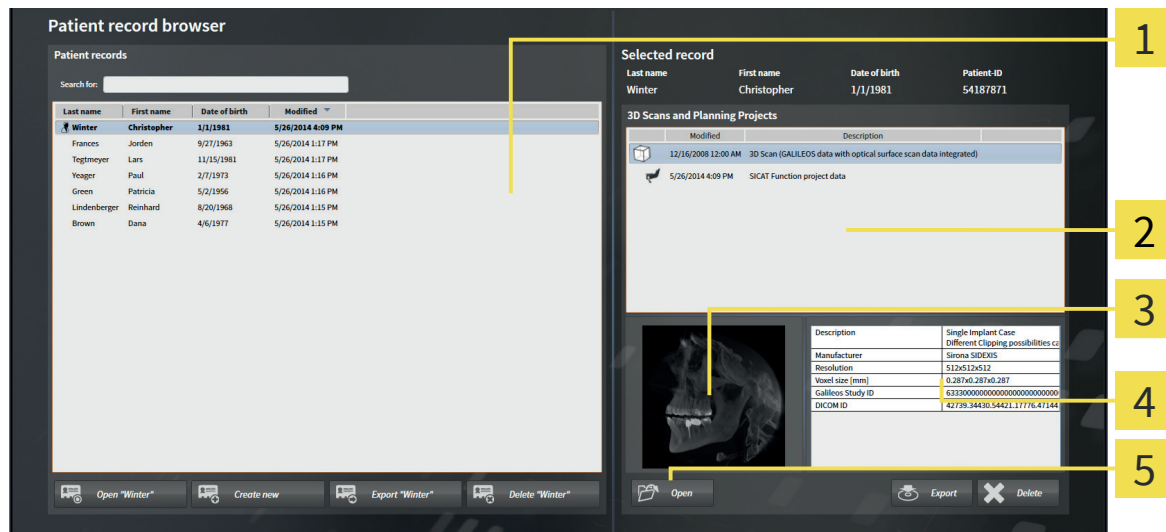 Patient record browser
Patient records
Search for:
Last name First name Date of birth Modified
Winter Christopher 1/1/1981 5/26/2014 4:09 PM
Frances Jorden 9/27/1963 5/26/2014 1:17 PM
Tegtmeyer Lars 11/15/1981 5/26/2014 1:17 PM
Yeager Paul 2/7/1973 5/26/2014 1:16 PM
Green Patricia 5/2/1956 5/26/2014 1:16 PM
Lindenberger Reinhard 8/20/1968 5/26/2014 1:15 PM
Brown Dana 4/6/1977 5/26/2014 1:15 PM
Open "Winter" Create new Export "Winter" Delete "Winter"
Selected record
Last name First name Date of birth Patient-ID
Winter Christopher 1/1/1981 54187871
3D Scans and Planning Projects
Modified Description
12/16/2008 12:00 AM 3D Scan (GALILEOS data with optical surface scan data integrated)
5/26/2014 4:09 PM SICAT Function project data
Description Single Implant Case
Different Clipping possibilities ca
Manufacturer Sirona SIDEXIS
Resolution 512x512x512
Voxel size [mm] 0.287x0.287x0.287
Galileos Study ID
DICOM ID 42739.34430.54421.17776.47144
Open Export Delete
1
2
3
4
5